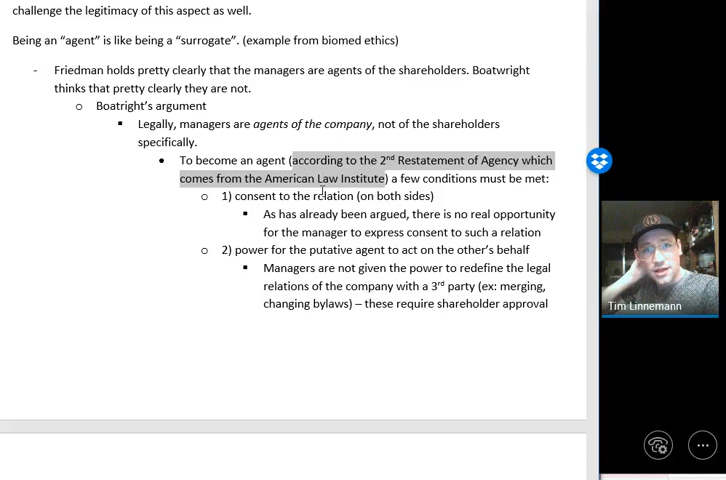 challenge the legitimacy of this aspect as well.
Being an “agent” is like being a “surrogate”. (example from biomed ethics)
- Friedman holds pretty clearly that the managers are agents of the shareholders. Boatwright
thinks that pretty clearly they are not.
o Boatright’s argument
▪ Legally, managers are agents of the company, not of the shareholders
specifically.
• To become an agent (according to the 2nd Restatement of Agency which
comes from the American Law Institute) a few conditions must be met:
o 1) consent to the relation (on both sides)
▪ As has already been argued, there is no real opportunity
for the manager to express consent to such a relation
o 2) power for the putative agent to act on the other’s behalf
▪ Managers are not given the power to redefine the legal
relations of the company with a 3rd party (ex: merging,
changing bylaws) – these require shareholder approval
Tim Linnemann